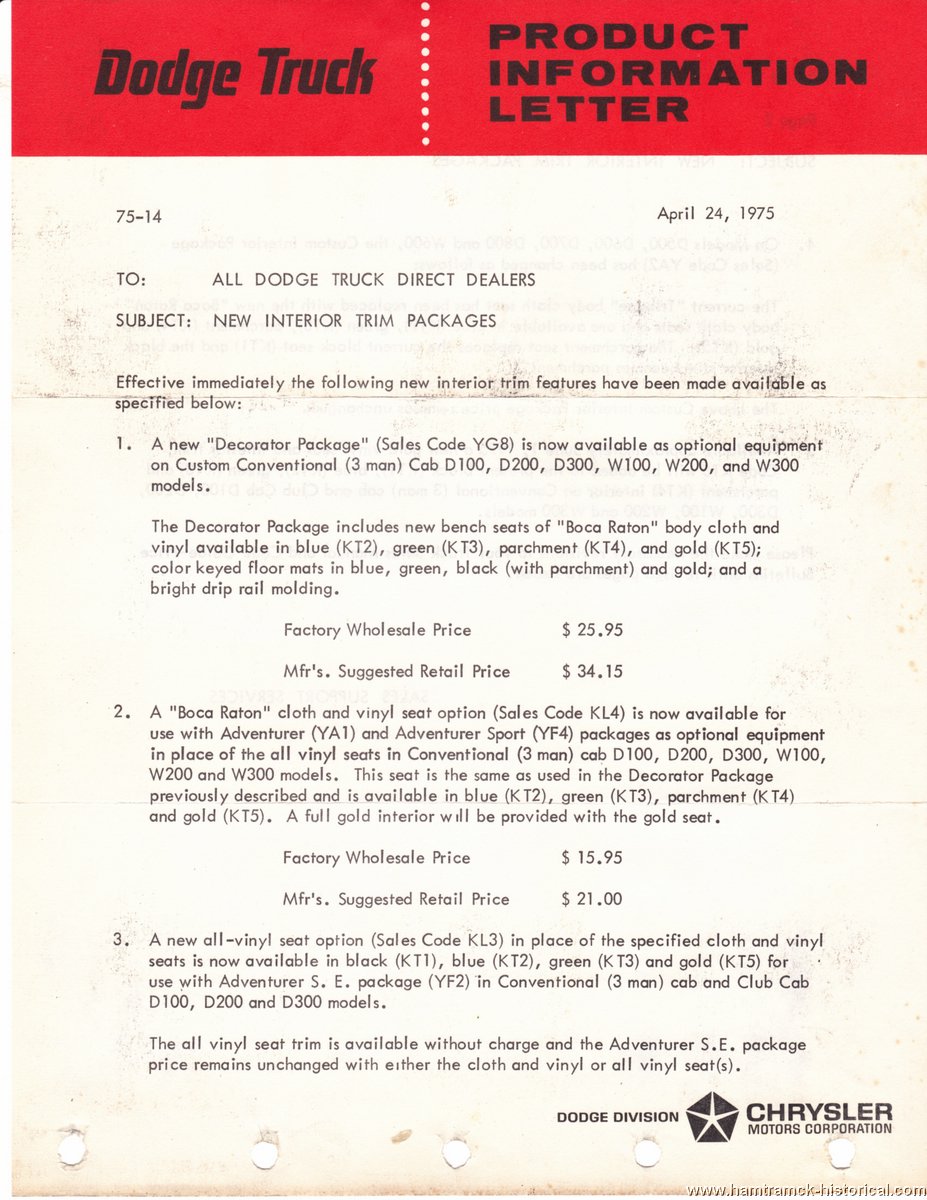 Dodge Truck
PRODUCT
INFORMATION
LETTER
75-14
April 24, 1975
TO: ALL DODGE TRUCK DIRECT DEALERS
SUBJECT: NEW INTERIOR TRIM PACKAGES
Effective immediately the following new interior trim features have been made available as
specified below:
1. A new "Decorator Package" (Sales Code YG8) is now available as optional equipment
on Custom Conventional (3 man) Cab D100, D200, D300, W100, W200, and W300
models.
The Decorator Package includes new bench seats of "Boca Raton" body cloth and
vinyl available in blue (KT2), green (KT3), parchment (KT4), and gold (KT5);
color keyed floor mats in blue, green, black (with parchment) and gold; and a
bright drip rail molding.
Factory Wholesale Price $ 25.95
Mfr's. Suggested Retail Price $ 34.15
2. A "Boca Raton" cloth and vinyl seat option (Sales Code KL4) is now available for
use with Adventurer (YA1) and Adventurer Sport (YF4) packages as optional equipment
in place of the all vinyl seats in Conventional (3 man) cab D100, D200, D300, W100,
W200 and W300 models. This seat is the same as used in the Decorator Package
previously described and is available in blue (KT2), green (KT3), parchment (KT4)
and gold (KT5). A full gold interior will be provided with the gold seat.
Factory Wholesale Price $ 15.95
Mfr's. Suggested Retail Price $ 21.00
3. A new all-vinyl seat option (Sales Code KL3) in place of the specified cloth and vinyl
seats is now available in black (KT1), blue (KT2), green (KT3) and gold (KT5) for
use with Adventurer S. E. package (YF2) in Conventional (3 man) cab and Club Cab
D100, D200 and D300 models.
The all vinyl seat trim is available without charge and the Adventurer S.E. package
price remains unchanged with either the cloth and vinyl or all vinyl seat(s).
DODGE DIVISION
CHRYSLER
MOTORS CORPORATION
www.hamtramck-historical.com